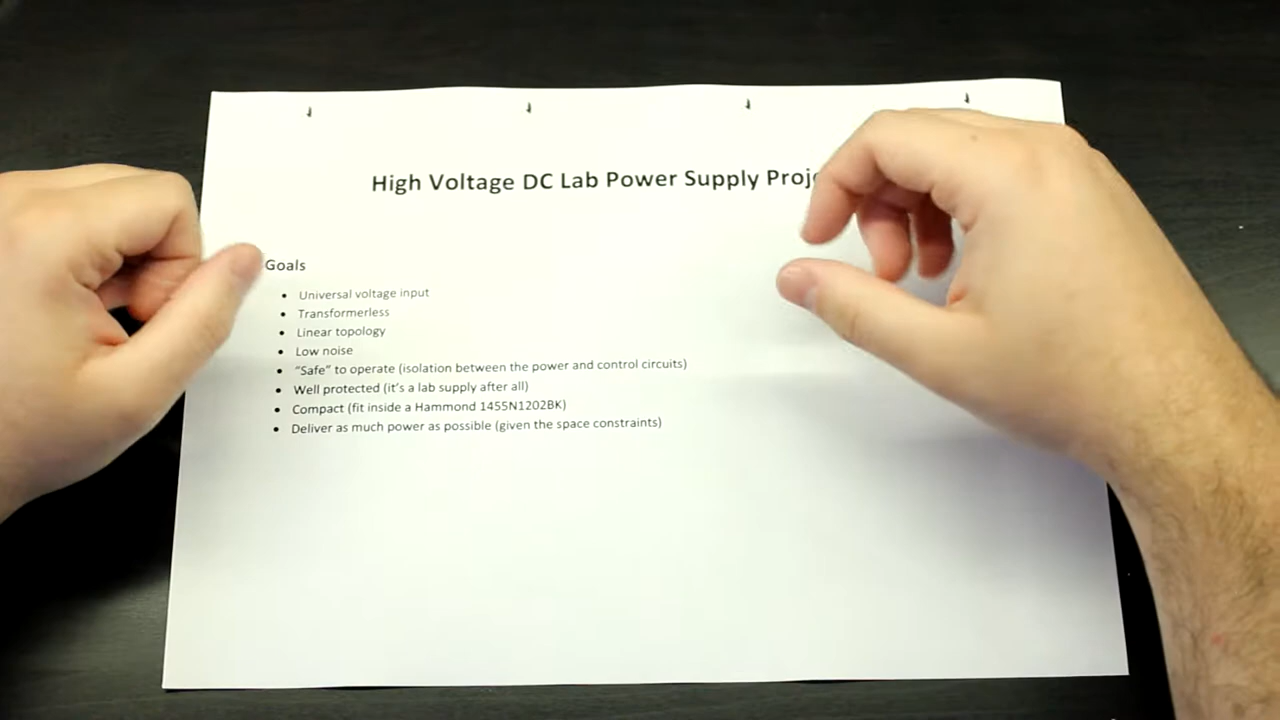 High Voltage DC Lab Power Supply
Goals
• Universal voltage input
• Transformerless
• Linear topology
• Low noise
• “Safe” to operate (isolation between the power and control circuits)
• Well protected (it’s a lab supply after all)
• Compact (fit inside a Hammond 1455N1202BK)
• Deliver as much power as possible (given the space constraints)